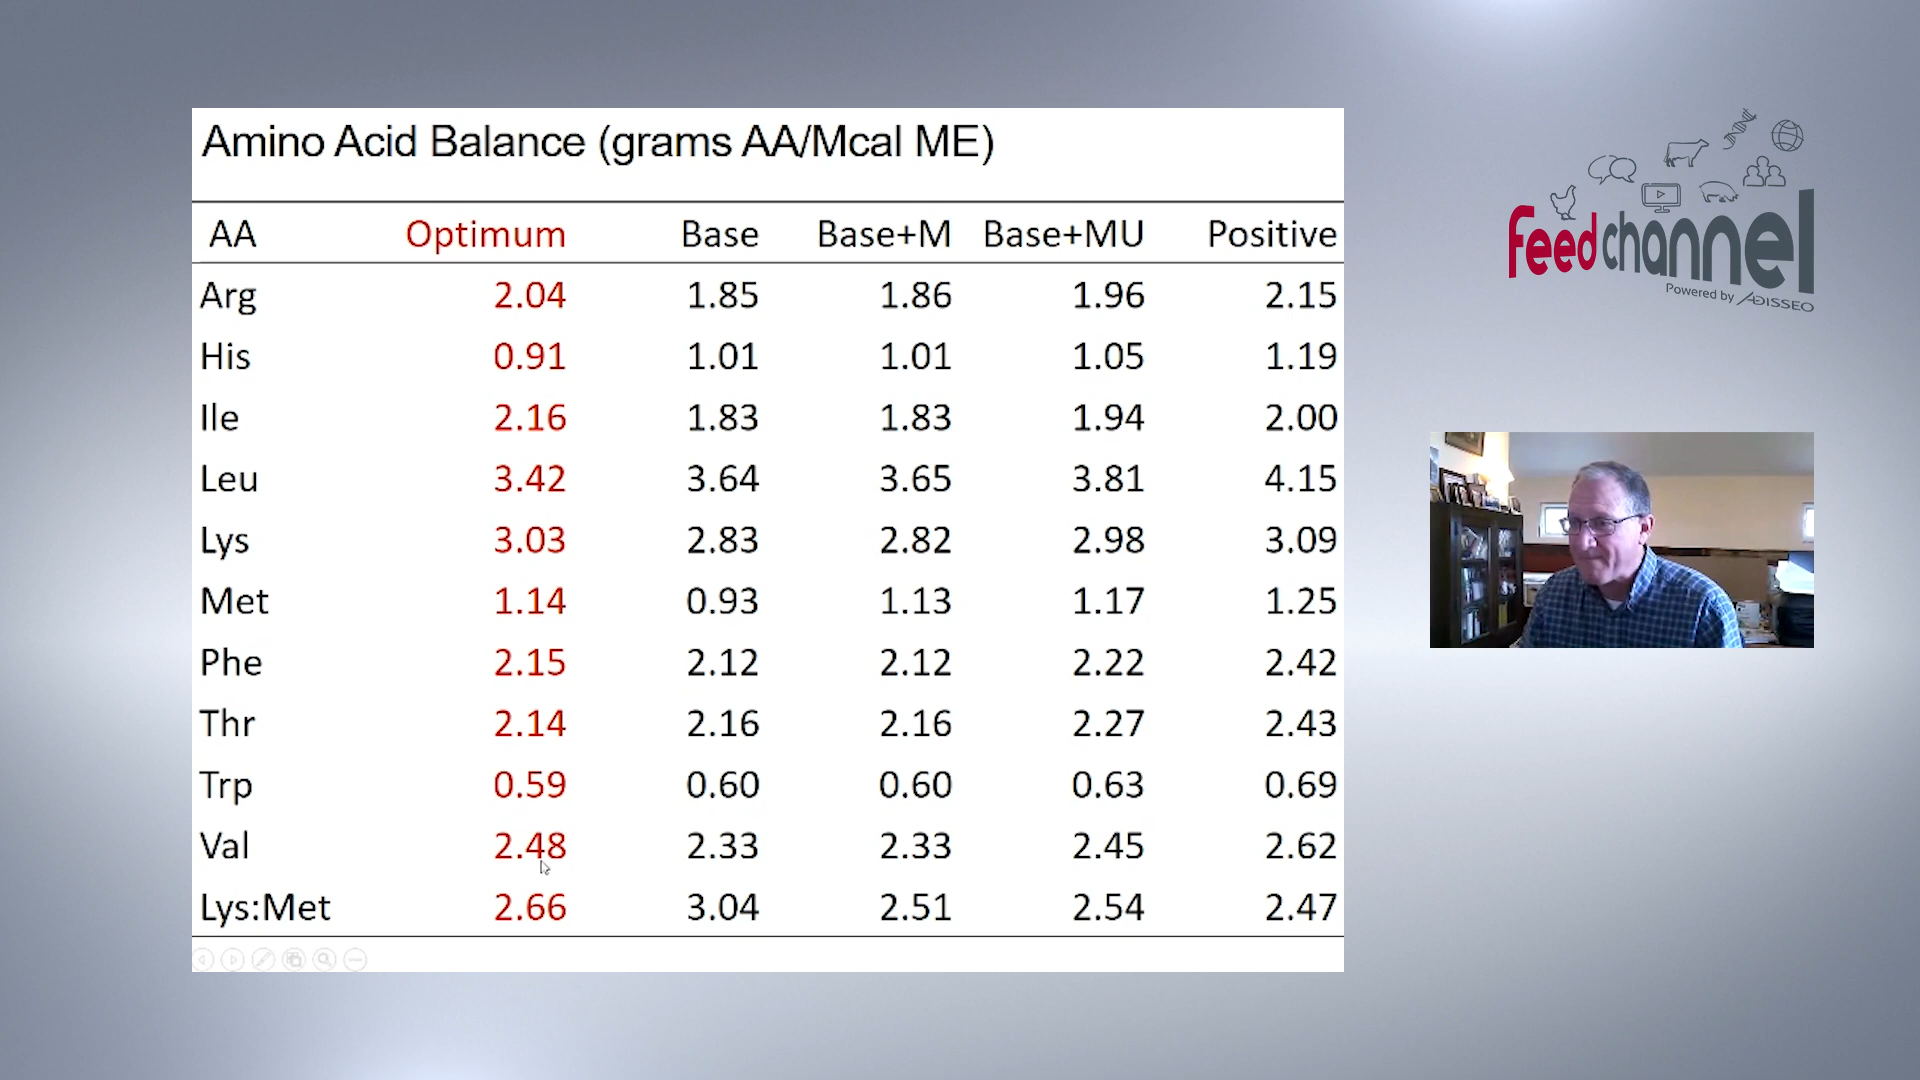 Amino Acid Balance (grams AA/Mcal ME)
AA Optimum Base Base+M Base+MU Positive
Arg 2.04 1.85 1.86 1.96 2.15
His 0.91 1.01 1.01 1.05 1.19
Ile 2.16 1.83 1.83 1.94 2.00
Leu 3.42 3.64 3.65 3.81 4.15
Lys 3.03 2.83 2.82 2.98 3.09
Met 1.14 0.93 1.13 1.17 1.25
Phe 2.15 2.12 2.12 2.22 2.42
Thr 2.14 2.16 2.16 2.27 2.43
Trp 0.59 0.60 0.60 0.63 0.69
Val 2.48 2.33 2.33 2.45 2.62
Lys:Met 2.66 3.04 2.51 2.54 2.47
feedchannel
Powered by ADISSEO